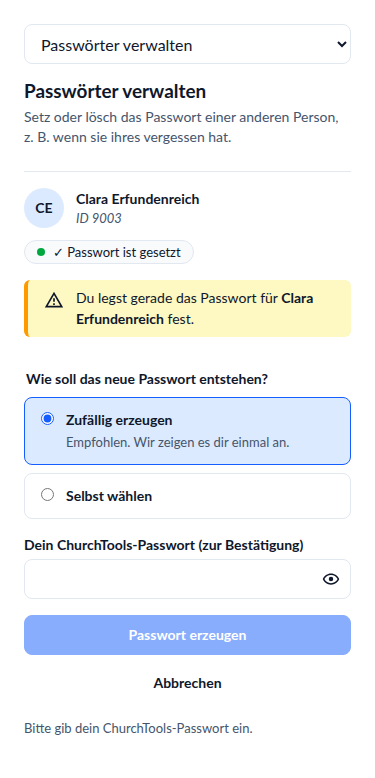 Passwörter verwalten
Passwörter verwalten
Setz oder lösch das Passwort einer anderen Person,
z. B. wenn sie ihres vergessen hat.
CE
Clara Erfundenreich
ID 9003
✓ Passwort ist gesetzt
Du legst gerade das Passwort für Clara
Erfundenreich fest.
Wie soll das neue Passwort entstehen?
Zufällig erzeugen
Empfohlen. Wir zeigen es dir einmal an.
Selbst wählen
Dein ChurchTools-Passwort (zur Bestätigung)
Passwort erzeugen
Abbrechen
Bitte gib dein ChurchTools-Passwort ein.